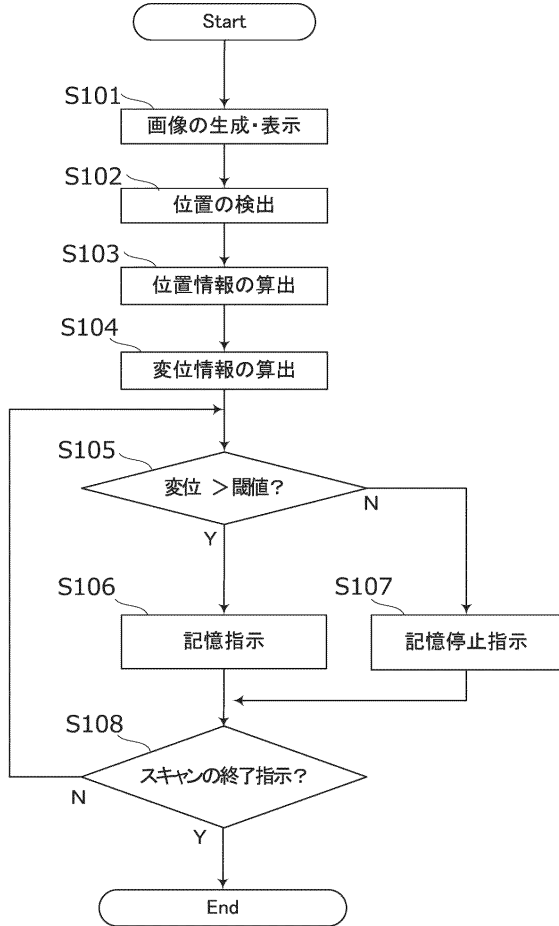 Start
S101
画像の生成・表示
S102
位置の検出
S103
位置情報の算出
S104
変位情報の算出
S105
変位 ＞閾値？
N
Y
S106
記憶指示
S107
記憶停止指示
S108
スキャンの終了指示？
N
Y
End